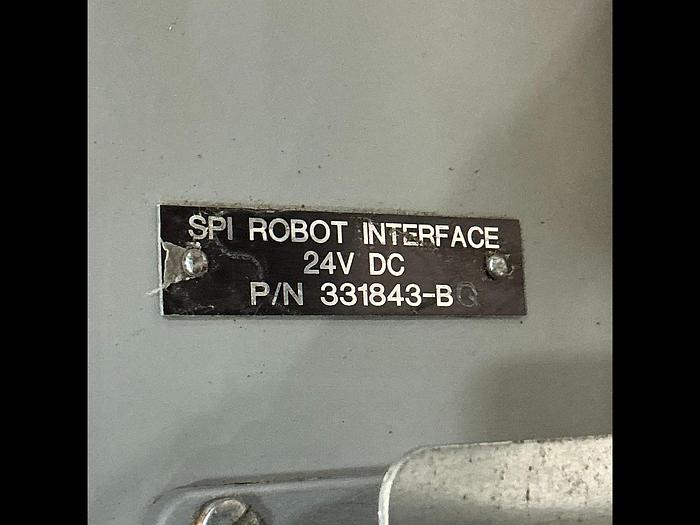 SPI ROBOT INTERFACE
24V DC
P/N 331843-B